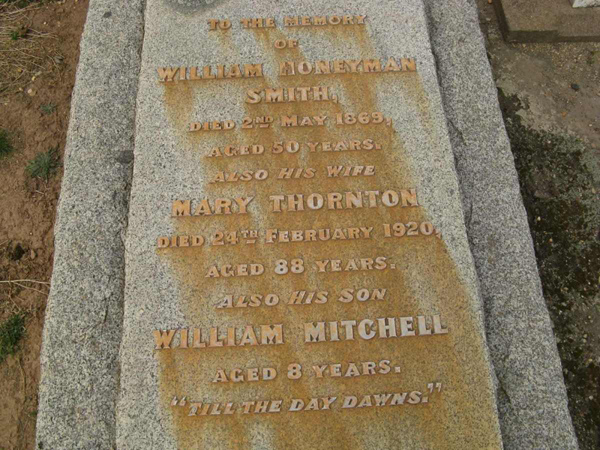 TO THE MEMORY
OF
WILLIAM HONEYMAN
SMITH,
DIED 2ND MAY 1869,
AGED 50 YEARS.
ALSO HIS WIFE
MARY THORNTON
DIED 24TH FEBRUARY 1920,
AGED 88 YEARS.
ALSO HIS SON
WILLIAM MITCHELL
AGED 8 YEARS.
"TILL THE DAY DAWNS."